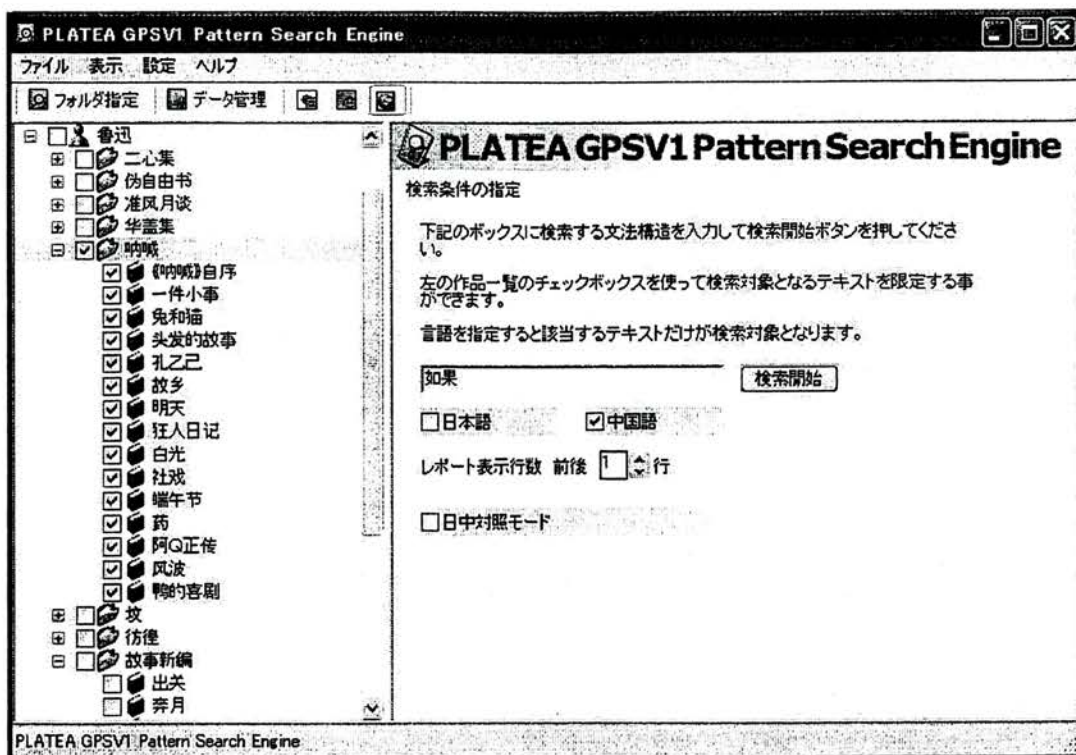 PLATEA GPSV1 Pattern Search Engine
ファイル 表示 設定 ヘルプ
フォルダ指定 データ管理
鲁迅
二心集
伪自由书
准风月谈
华盖集
呐喊
《呐喊》自序
一件小事
兔和猫
头发的故事
孔乙己
故乡
明天
狂人日记
白光
社戏
端午节
药
阿Q正传
风波
鸭的喜剧
坟
彷徨
故事新编
出关
奔月
PLATEA GPSV1 Pattern Search Engine
検索条件の指定
下記のボックスに検索する文法構造を入力して検索開始ボタンを押してくださ
い。
左の作品一覧のチェックボックスを使って検索対象となるテキストを限定する事
ができます。
言語を指定すると該当するテキストだけが検索対象となります。
如果 検索開始
日本語 中国語
レポート表示行数 前後 1 行
日中対照モード
PLATEA GPSV1 Pattern Search Engine